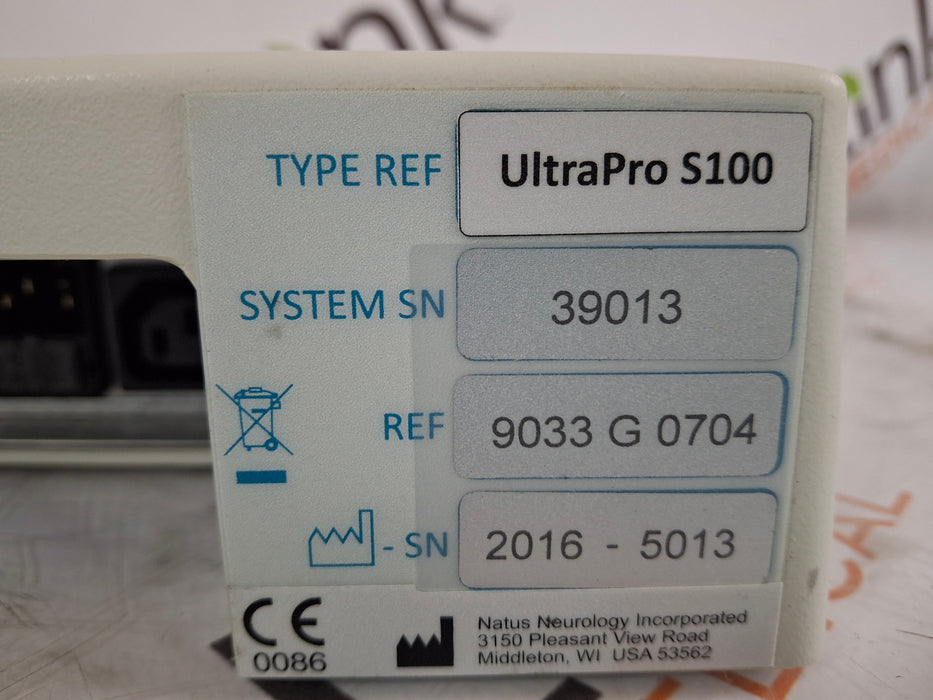 TYPE REF UltraPro S100
SYSTEM SN 39013
REF 9033 G 0704
- SN 2016 - 5013
CE
0086
Natus Neurology Incorporated
3150 Pleasant View Road
Middleton, WI USA 53562